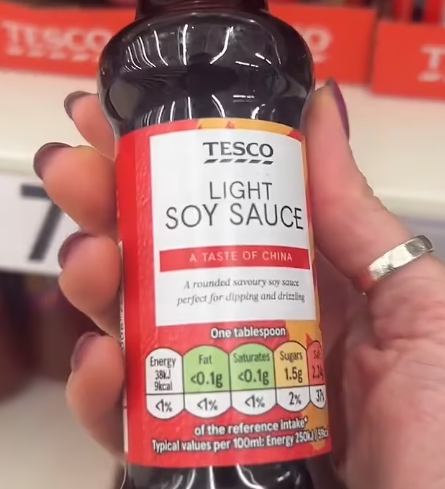 TESCO
TESCO
LIGHT
SOY SAUCE
A TASTE OF CHINA
A rounded savoury soy sauce
perfect for dipping and drizzling
One tablespoon
Energy Fat Saturates Sugars
38kJ <0.1g <0.1g 1.5g
9kcal
<1% <1% <1% 2%
of the reference intake*
Typical values per 100ml: Energy 250kJ